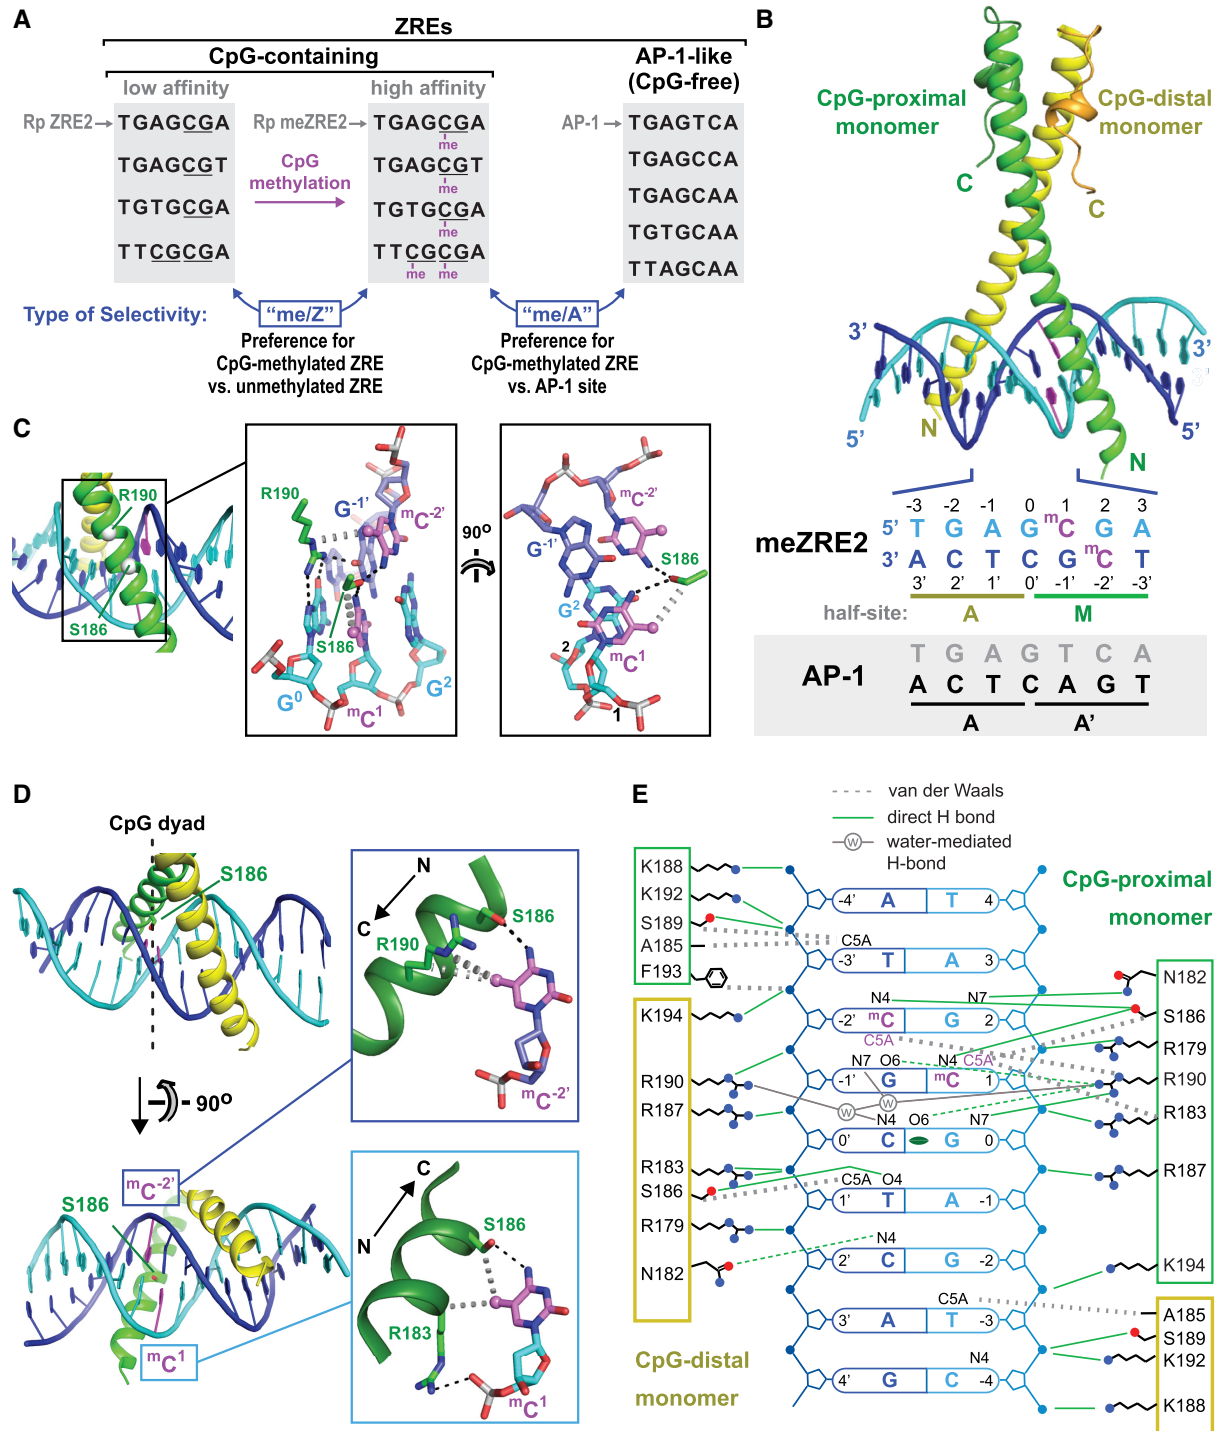 A
ZREs
CpG-containing
AP-1-like
(CpG-free)
low affinity
high affinity
Rp ZRE2
TGAGCGA
TGAGCGT
TGTGCGA
TTCGCGA
CpG
methylation
Rp meZRE2
TGAGCGA
me
TGAGCGT
me
TGTGCGA
me
TTCGCGA
me me
AP-1
TGAGTCA
TGAGCCA
TGAGCAA
TGTGCAA
TTAGCAA
Type of Selectivity:
"me/Z"
"me/A"
Preference for
CpG-methylated ZRE
vs. unmethylated ZRE
Preference for
CpG-methylated ZRE
vs. AP-1 site
B
CpG-proximal
monomer
CpG-distal
monomer
C
C
3'
3'
5'
5'
N
N
-3 -2 -1 0 1 2 3
5' T G A G mC G A
meZRE2
3' A C T C G mC T
3' 2' 1' 0' -1' -2' -3'
half-site: A M
T G A G T C A
AP-1
A C T C A G T
A A'
C
R190
S186
R190
G-1'
mC-2'
S186
G0
mC1
G2
90o
mC-2'
G-1'
S186
G2
mC1
2
1
D
CpG dyad
S186
90o
S186
mC-2'
mC1
N
C
S186
R190
mC-2'
C
N
S186
R183
mC1
E
van der Waals
direct H bond
W water-mediated
H-bond
CpG-proximal
monomer
K188
K192
S189
A185
F193
K194
R190
R187
R183
S186
R179
N182
CpG-distal
monomer
-4' A T 4
C5A
-3' T A 3
N4 N7
-2' mC G 2
C5A
N7 O6 N4 C5A
-1' G mC 1
W
W
N4 O6 N7
0' C G 0
C5A O4
1' T A -1
N4
2' C G -2
C5A
3' A T -3
N4
4' G C -4
N182
S186
R179
R190
R183
R187
K194
A185
S189
K192
K188